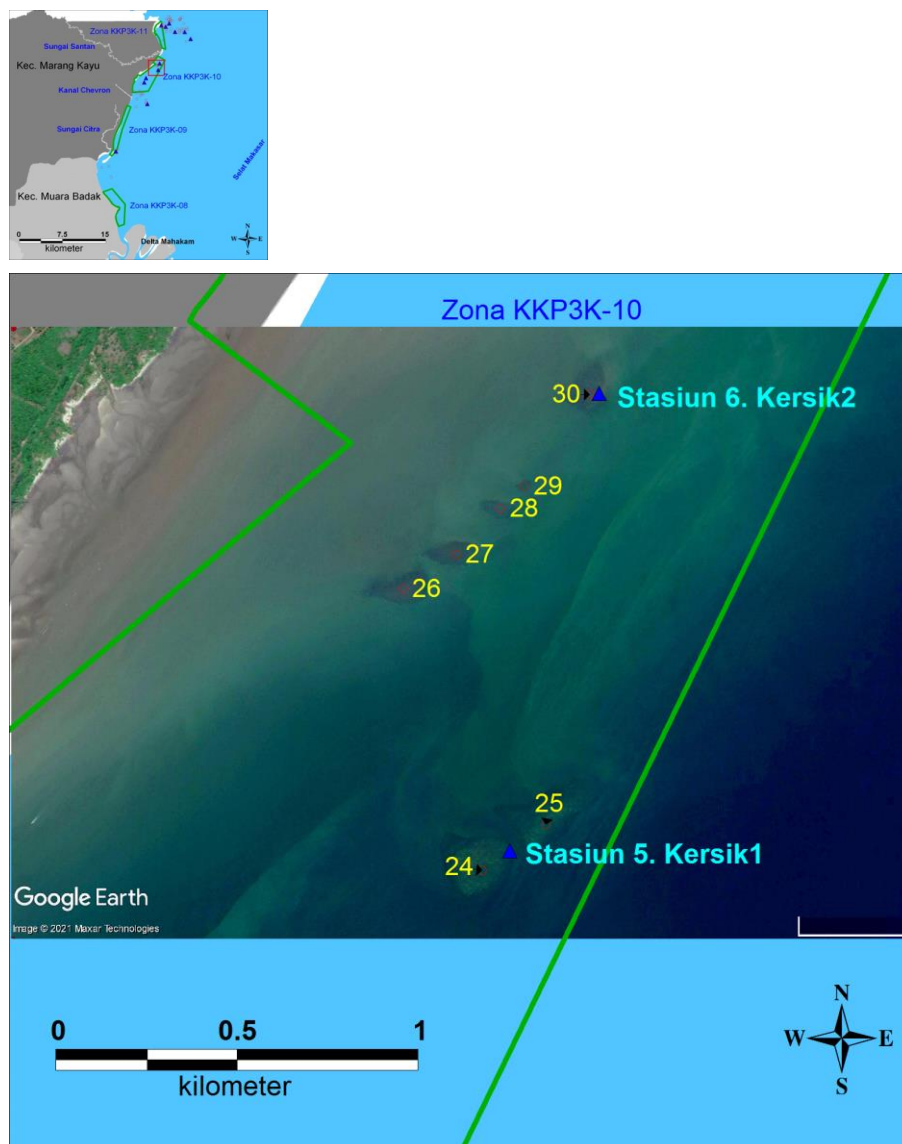 Zona KKP3K-11
Sungai Santan
Kec. Marang Kayu
Zona KKP3K-10
Kanal Chevron
Sungai Citra
Zona KKP3K-09
Selat Makasar
Kec. Muara Badak
Zona KKP3K-08
0 7.5 15
kilometer
Delta Mahakam
N
W E
S
Zona KKP3K-10
30 Stasiun 6. Kersik2
29
28
27
26
25
Stasiun 5. Kersik1
24
Google Earth
Image © 2021 Maxar Technologies
0 0.5 1
kilometer
N
W E
S